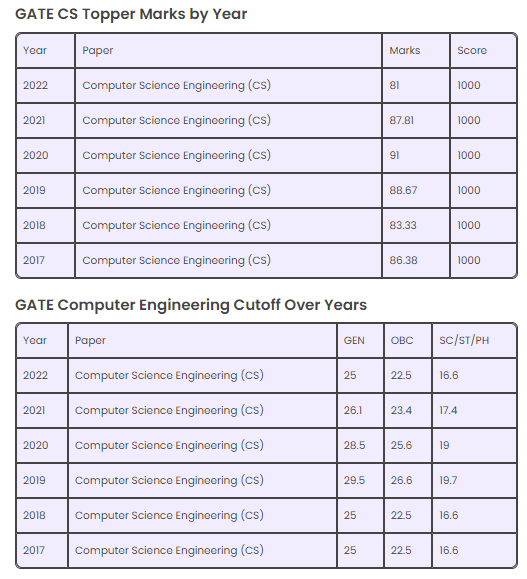 GATE CS Topper Marks by Year
Year Paper Marks Score
2022 Computer Science Engineering (CS) 81 1000
2021 Computer Science Engineering (CS) 87.81 1000
2020 Computer Science Engineering (CS) 91 1000
2019 Computer Science Engineering (CS) 88.67 1000
2018 Computer Science Engineering (CS) 83.33 1000
2017 Computer Science Engineering (CS) 86.38 1000
GATE Computer Engineering Cutoff Over Years
Year Paper GEN OBC SC/ST/PH
2022 Computer Science Engineering (CS) 25 22.5 16.6
2021 Computer Science Engineering (CS) 26.1 23.4 17.4
2020 Computer Science Engineering (CS) 28.5 25.6 19
2019 Computer Science Engineering (CS) 29.5 26.6 19.7
2018 Computer Science Engineering (CS) 25 22.5 16.6
2017 Computer Science Engineering (CS) 25 22.5 16.6